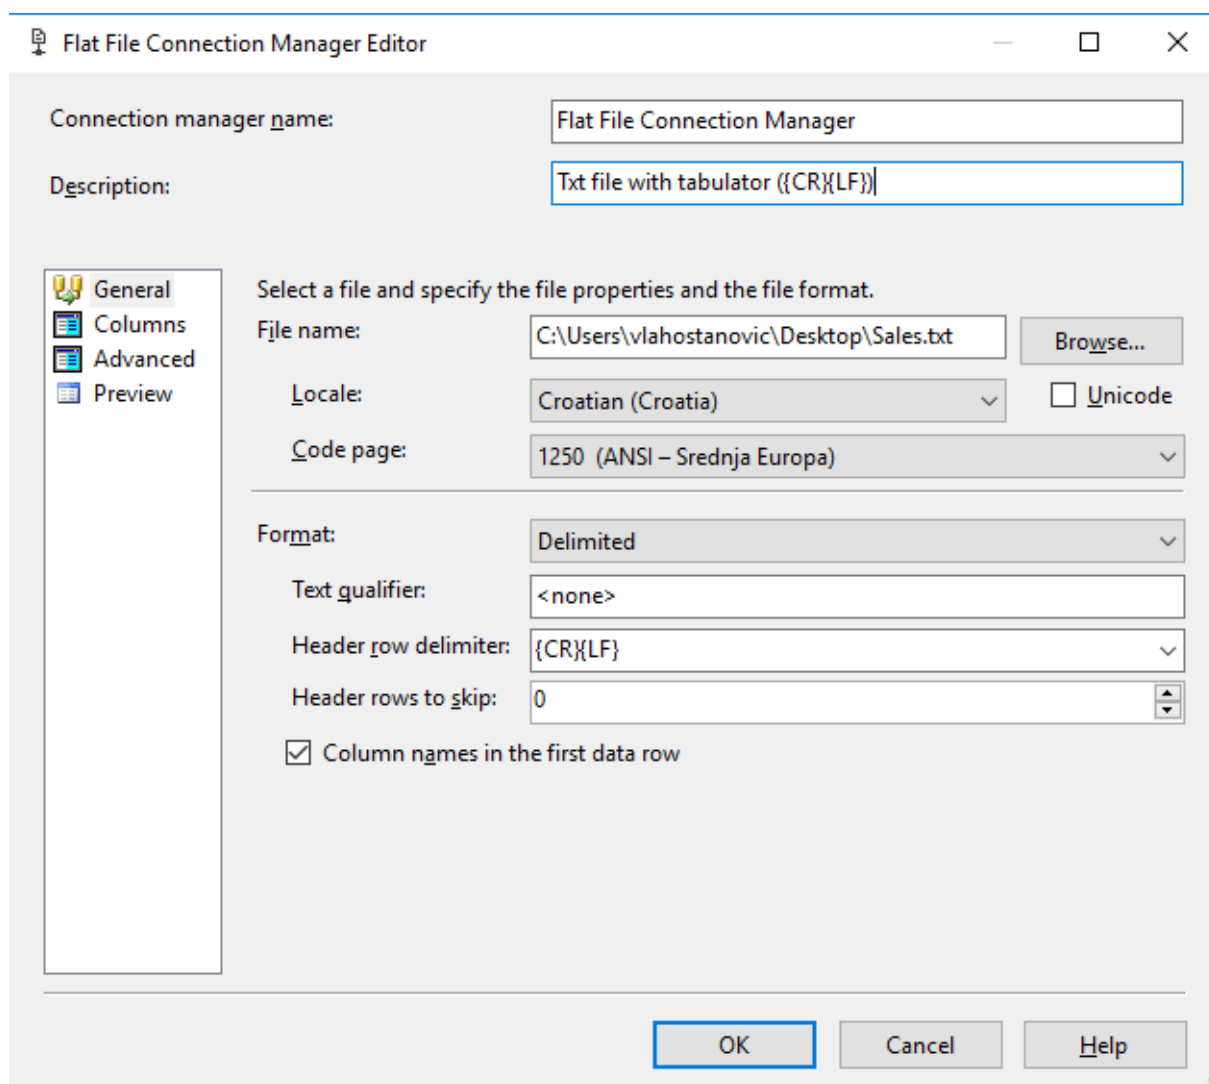 Flat File Connection Manager Editor
Connection manager name:
Flat File Connection Manager
Description:
Txt file with tabulator ({CR}{LF})
General
Columns
Advanced
Preview
Select a file and specify the file properties and the file format.
File name:
C:\Users\vlahostanovic\Desktop\Sales.txt
Browse...
Locale:
Croatian (Croatia)
Unicode
Code page:
1250 (ANSI – Srednja Europa)
Format:
Delimited
Text qualifier:
<none>
Header row delimiter:
{CR}{LF}
Header rows to skip:
0
Column names in the first data row
OK
Cancel
Help